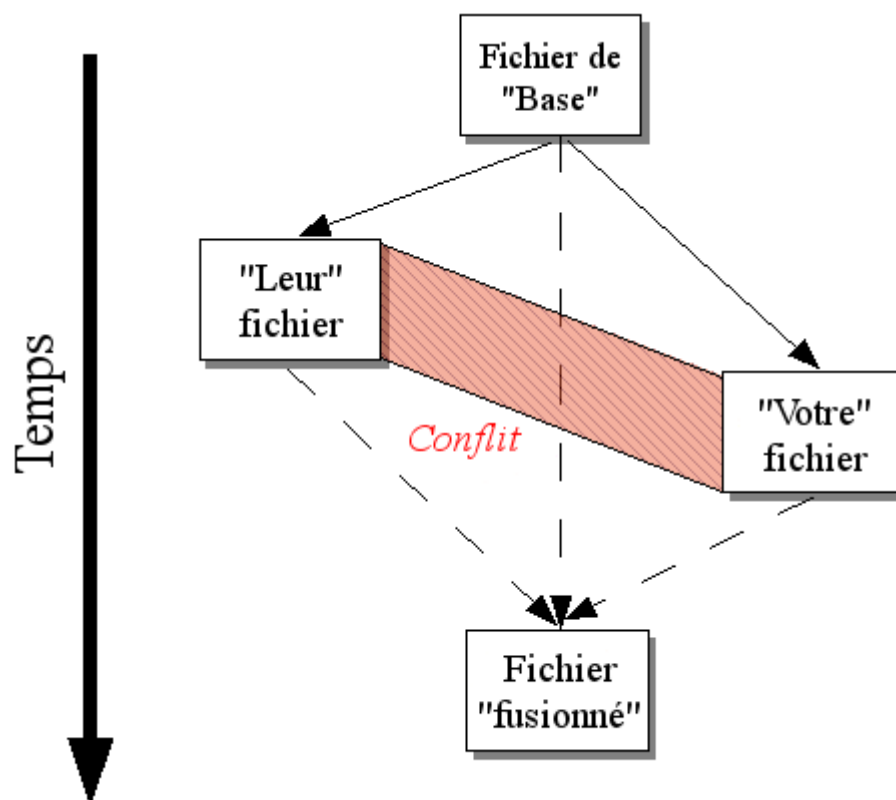 Fichier de
"Base"
"Leur"
fichier
Temps
Conflit
"Votre"
fichier
Fichier
"fusionné"